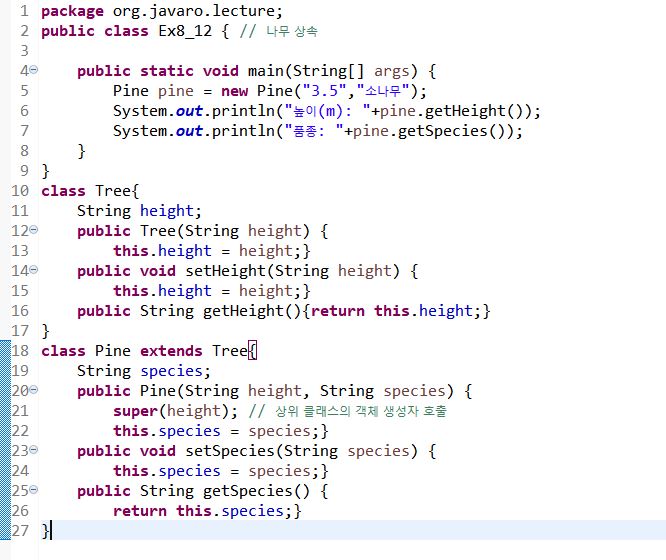 1 package org.javaro.lecture;
2 public class Ex8_12 { // 나무 상속
3
4 public static void main(String[] args) {
5 Pine pine = new Pine("3.5","소나무");
6 System.out.println("높이(m): "+pine.getHeight());
7 System.out.println("품종: "+pine.getSpecies());
8 }
9 }
10 class Tree{
11 String height;
12 public Tree(String height) {
13 this.height = height;}
14 public void setHeight(String height) {
15 this.height = height;}
16 public String getHeight(){return this.height;}
17 }
18 class Pine extends Tree{
19 String species;
20 public Pine(String height, String species) {
21 super(height); // 상위 클래스의 객체 생성자 호출
22 this.species = species;}
23 public void setSpecies(String species) {
24 this.species = species;}
25 public String getSpecies() {
26 return this.species;}
27 }